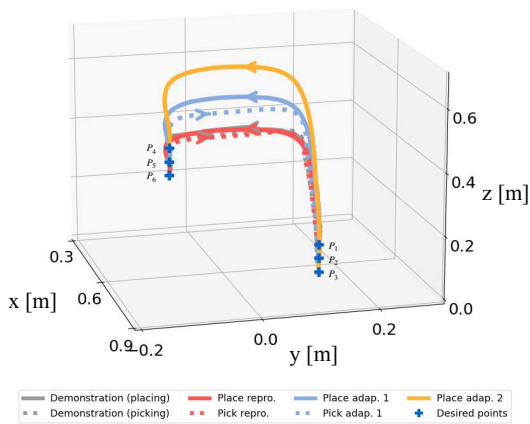 0.6
0.4
z [m]
P4
P5
P6
0.2
P1
P2
P3
0.3
x [m]
0.6
0.0
0.9
-0.2
0.0
0.2
y [m]
Demonstration (placing) Place repro. Place adap. 1 Place adap. 2
Demonstration (picking) Pick repro. Pick adap. 1 Desired points